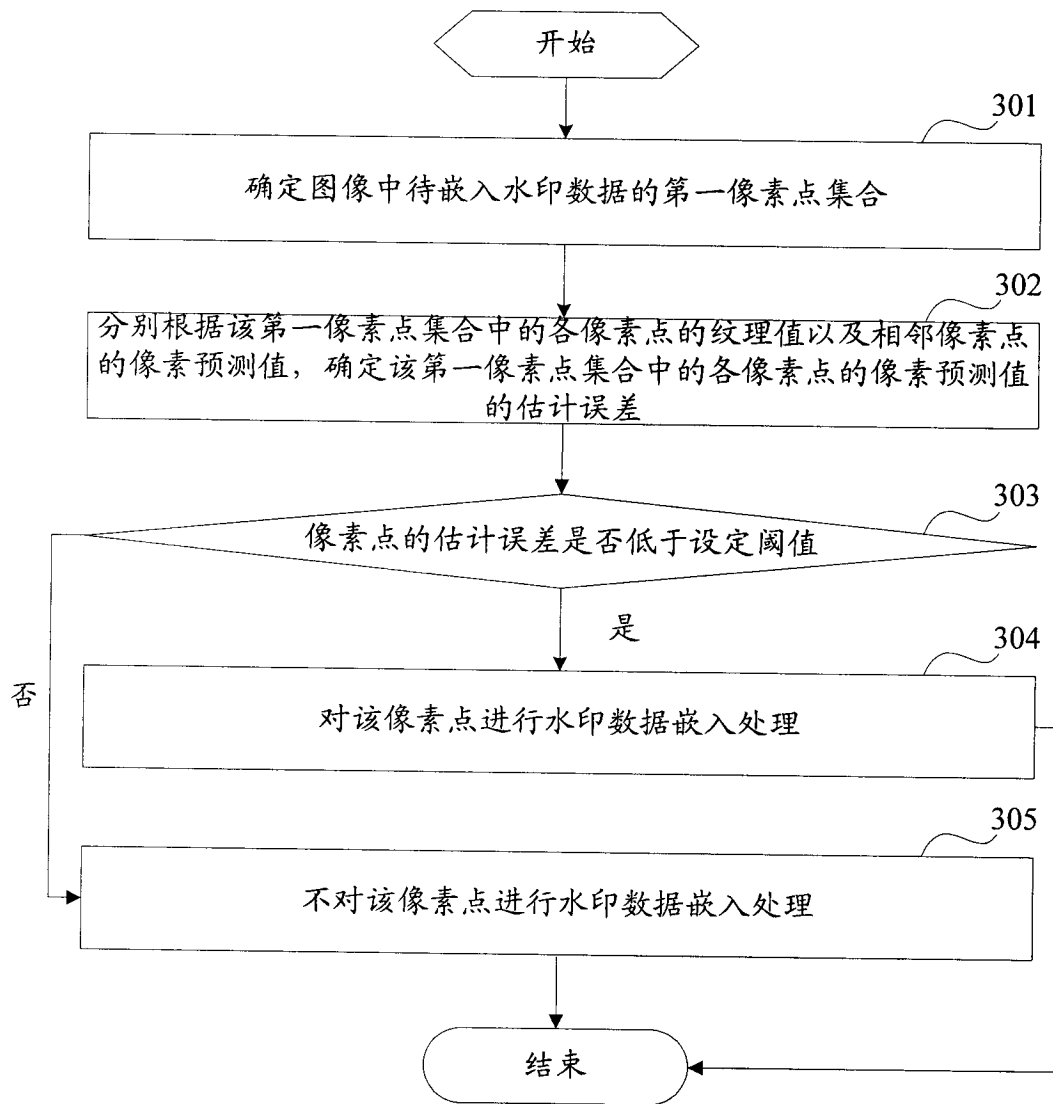 开始
301
确定图像中待嵌入水印数据的第一像素点集合
302
分别根据该第一像素点集合中的各像素点的纹理值以及相邻像素点
的像素预测值，确定该第一像素点集合中的各像素点的像素预测值
的估计误差
303
像素点的估计误差是否低于设定阈值
是
304
否
对该像素点进行水印数据嵌入处理
305
不对该像素点进行水印数据嵌入处理
结束